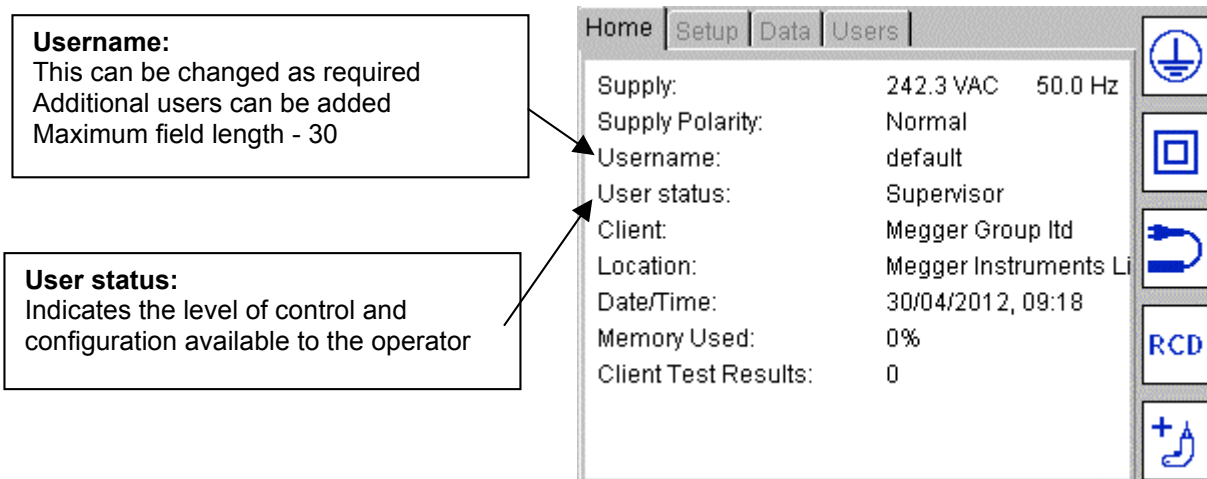 Username:
This can be changed as required
Additional users can be added
Maximum field length - 30
User status:
Indicates the level of control and
configuration available to the operator
Home Setup Data Users
Supply: 242.3 VAC 50.0 Hz
Supply Polarity: Normal
Username: default
User status: Supervisor
Client: Megger Group ltd
Location: Megger Instruments Li
Date/Time: 30/04/2012, 09:18
Memory Used: 0%
Client Test Results: 0
RCD
+